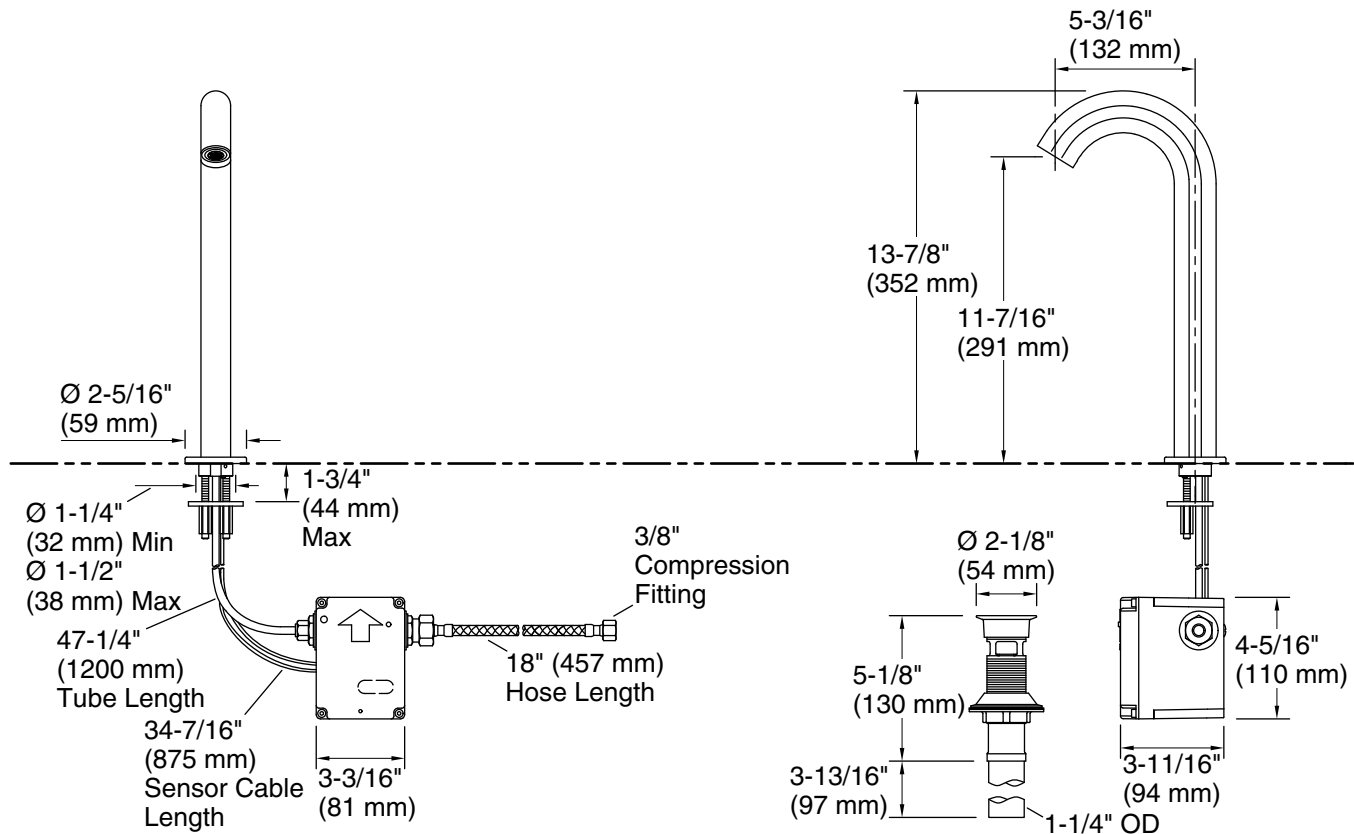 5-3/16"
(132 mm)
13-7/8"
(352 mm)
11-7/16"
(291 mm)
Ø 2-5/16"
(59 mm)
1-3/4"
(44 mm)
Max
Ø 1-1/4"
(32 mm) Min
Ø 1-1/2"
(38 mm) Max
47-1/4"
(1200 mm)
Tube Length
34-7/16"
(875 mm)
Sensor Cable
Length
3-3/16"
(81 mm)
18" (457 mm)
Hose Length
3/8"
Compression
Fitting
Ø 2-1/8"
(54 mm)
5-1/8"
(130 mm)
3-13/16"
(97 mm)
1-1/4" OD
4-5/16"
(110 mm)
3-11/16"
(94 mm)